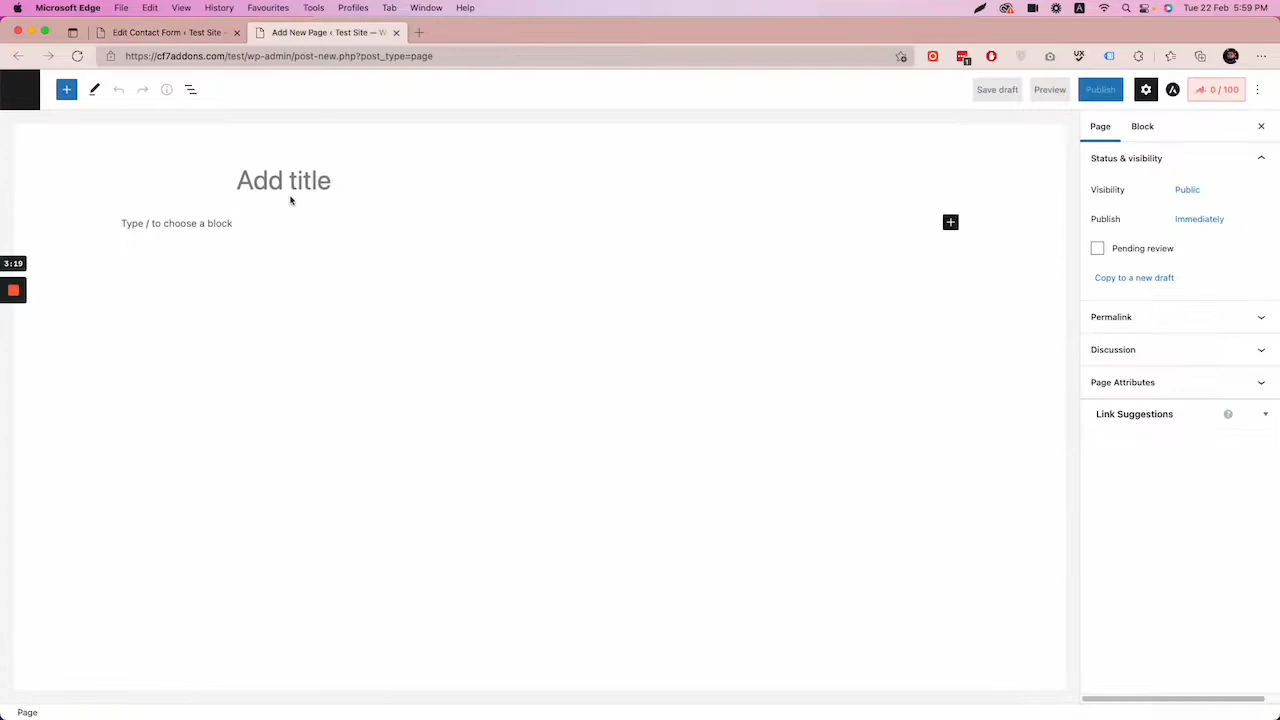 Microsoft Edge File Edit View History Favourites Tools Profiles Tab Window Help A Tue 22 Feb 5:59 PM
Edit Contact Form ‹ Test Site - Add New Page ‹ Test Site — W
https://cf7addons.com/test/wp-admin/post-new.php?post_type=page 1
Save draft Preview Publish 0 / 100
Page Block
Add title
Type / to choose a block
3:19
Status & visibility
Visibility Public
Publish Immediately
Pending review
Copy to a new draft
Permalink
Discussion
Page Attributes
Link Suggestions ?
Page